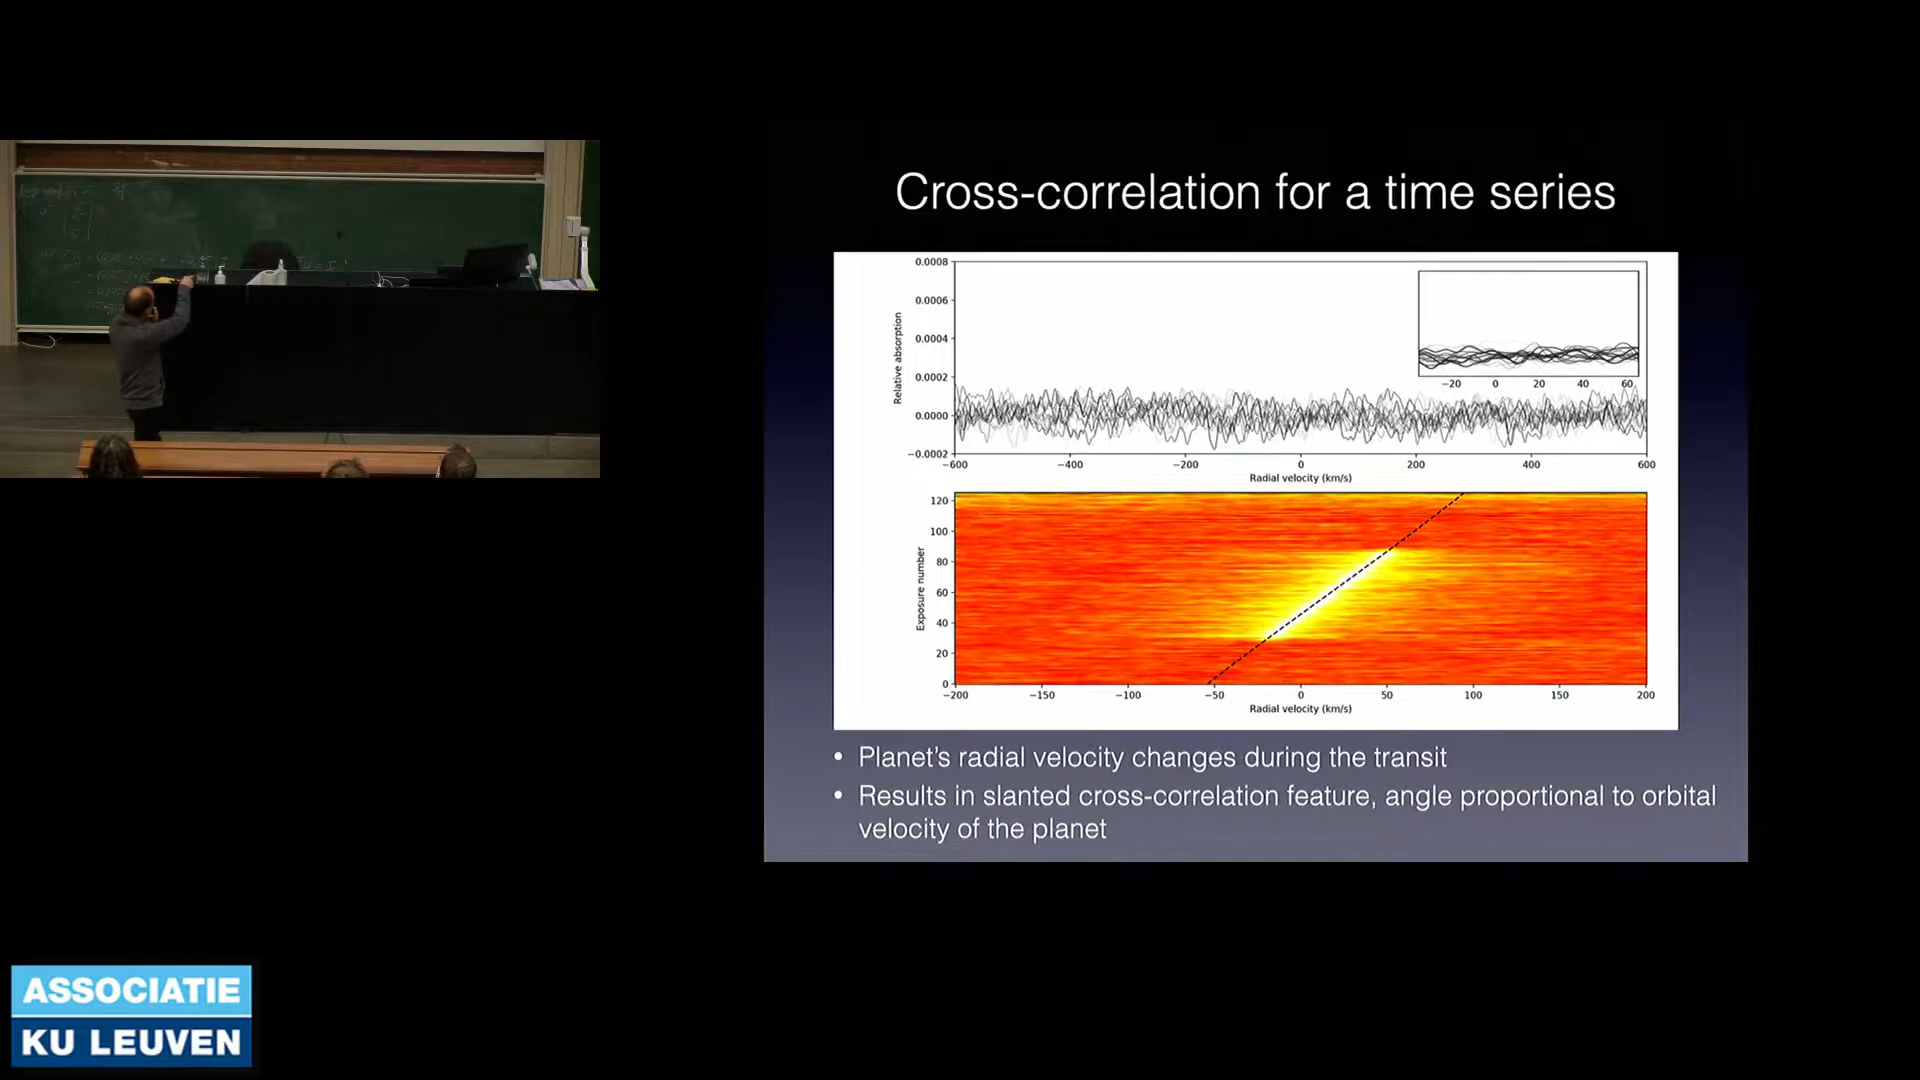 Cross-correlation for a time series
0.0008
0.0006
0.0004
0.0002
0.0000
−0.0002
Relative absorption
−20 0 20 40 60
−600 −400 −200 0 200 400 600
Radial velocity (km/s)
120
100
80
60
40
20
0
Exposure number
−200 −150 −100 −50 0 50 100 150 200
Radial velocity (km/s)
• Planet’s radial velocity changes during the transit
• Results in slanted cross-correlation feature, angle proportional to orbital
velocity of the planet
ASSOCIATIE
KU LEUVEN